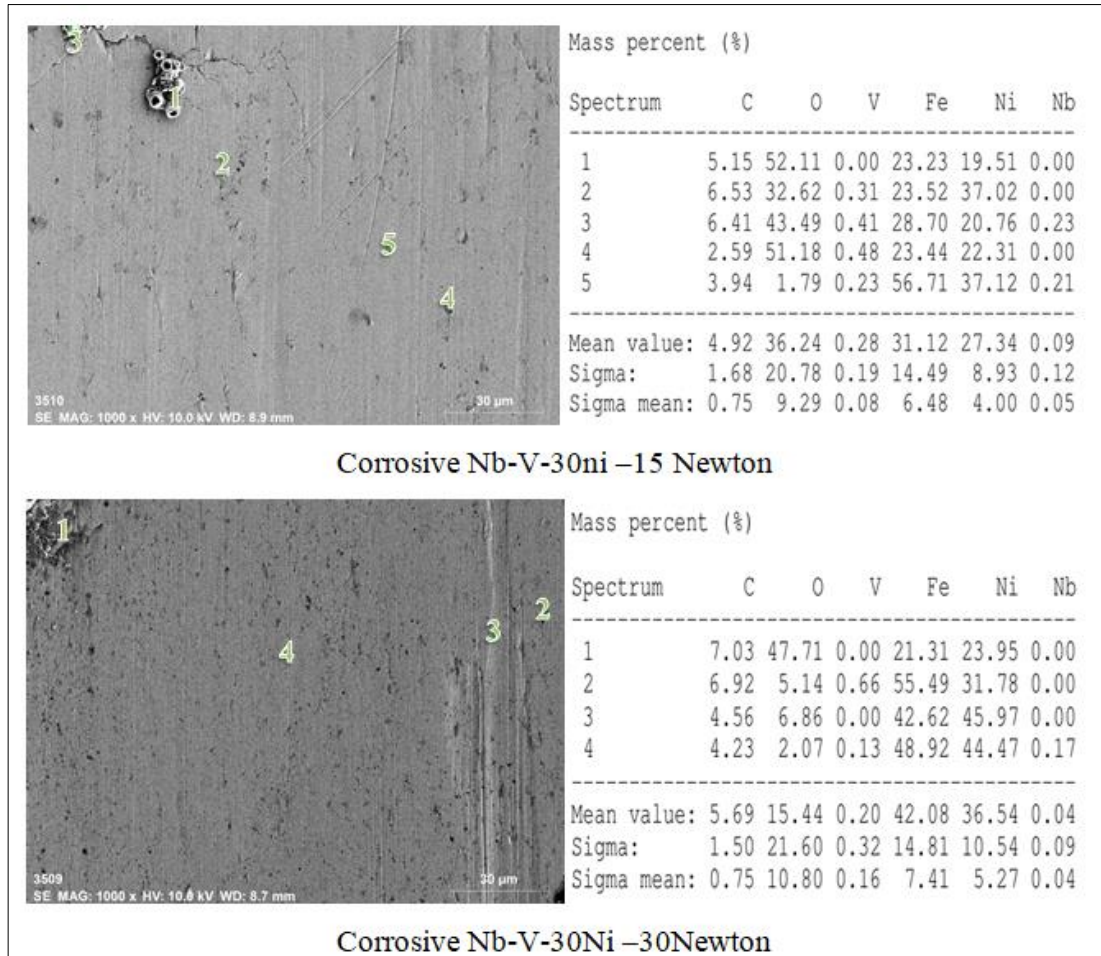 3
1
2
5
4
3510
SE MAG: 1000 x HV: 10.0 kV WD: 8.9 mm
30 µm
Mass percent (%)
Spectrum C O V Fe Ni Nb
1 5.15 52.11 0.00 23.23 19.51 0.00
2 6.53 32.62 0.31 23.52 37.02 0.00
3 6.41 43.49 0.41 28.70 20.76 0.23
4 2.59 51.18 0.48 23.44 22.31 0.00
5 3.94 1.79 0.23 56.71 37.12 0.21
Mean value: 4.92 36.24 0.28 31.12 27.34 0.09
Sigma: 1.68 20.78 0.19 14.49 8.93 0.12
Sigma mean: 0.75 9.29 0.08 6.48 4.00 0.05
Corrosive Nb-V-30ni –15 Newton
1
2
3
4
3509
SE MAG: 1000 x HV: 10.0 kV WD: 8.7 mm
30 µm
Mass percent (%)
Spectrum C O V Fe Ni Nb
1 7.03 47.71 0.00 21.31 23.95 0.00
2 6.92 5.14 0.66 55.49 31.78 0.00
3 4.56 6.86 0.00 42.62 45.97 0.00
4 4.23 2.07 0.13 48.92 44.47 0.17
Mean value: 5.69 15.44 0.20 42.08 36.54 0.04
Sigma: 1.50 21.60 0.32 14.81 10.54 0.09
Sigma mean: 0.75 10.80 0.16 7.41 5.27 0.04
Corrosive Nb-V-30Ni –30Newton